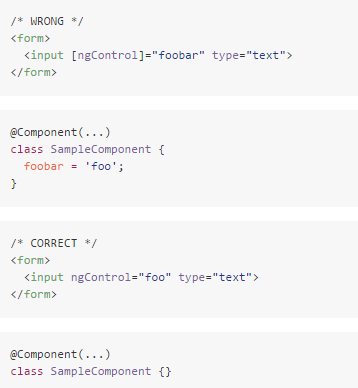 /* WRONG */
<form>
  <input [ngControl]="foobar" type="text">
</form>
@Component(...)
class SampleComponent {
  foobar = 'foo';
}
/* CORRECT */
<form>
  <input ngControl="foo" type="text">
</form>
@Component(...)
class SampleComponent {}